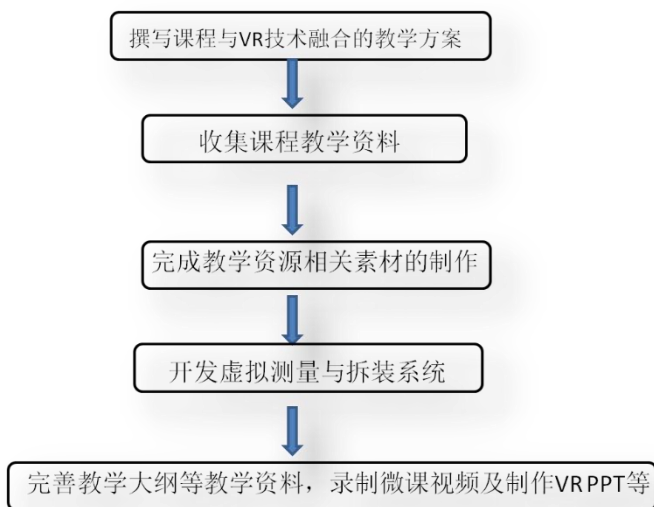 撰写课程与VR技术融合的教学方案
收集课程教学资料
完成教学资源相关素材的制作
开发虚拟测量与拆装系统
完善教学大纲等教学资料，录制微课视频及制作VR PPT等